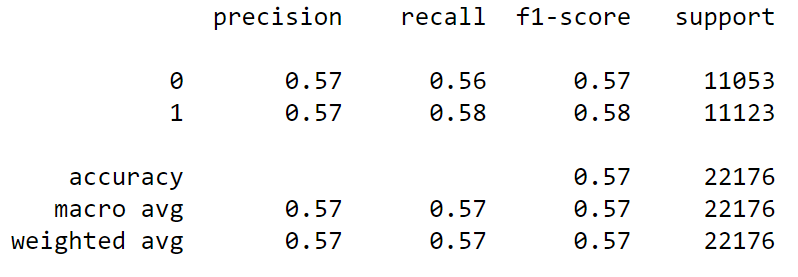 precision recall f1-score support
0 0.57 0.56 0.57 11053
1 0.57 0.58 0.58 11123
accuracy 0.57 22176
macro avg 0.57 0.57 0.57 22176
weighted avg 0.57 0.57 0.57 22176